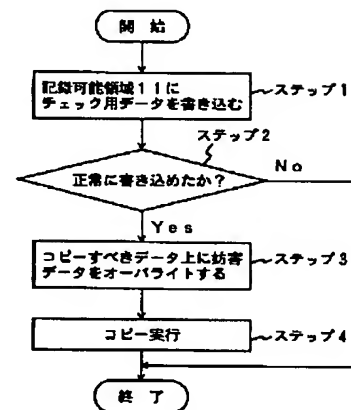 開 始
記録可能領域11に
チェック用データを書き込む
ステップ1
ステップ2
正常に書き込めたか?
No
Yes
コピーすべきデータ上に妨害
データをオーバライトする
ステップ3
コピー実行
ステップ4
終 了